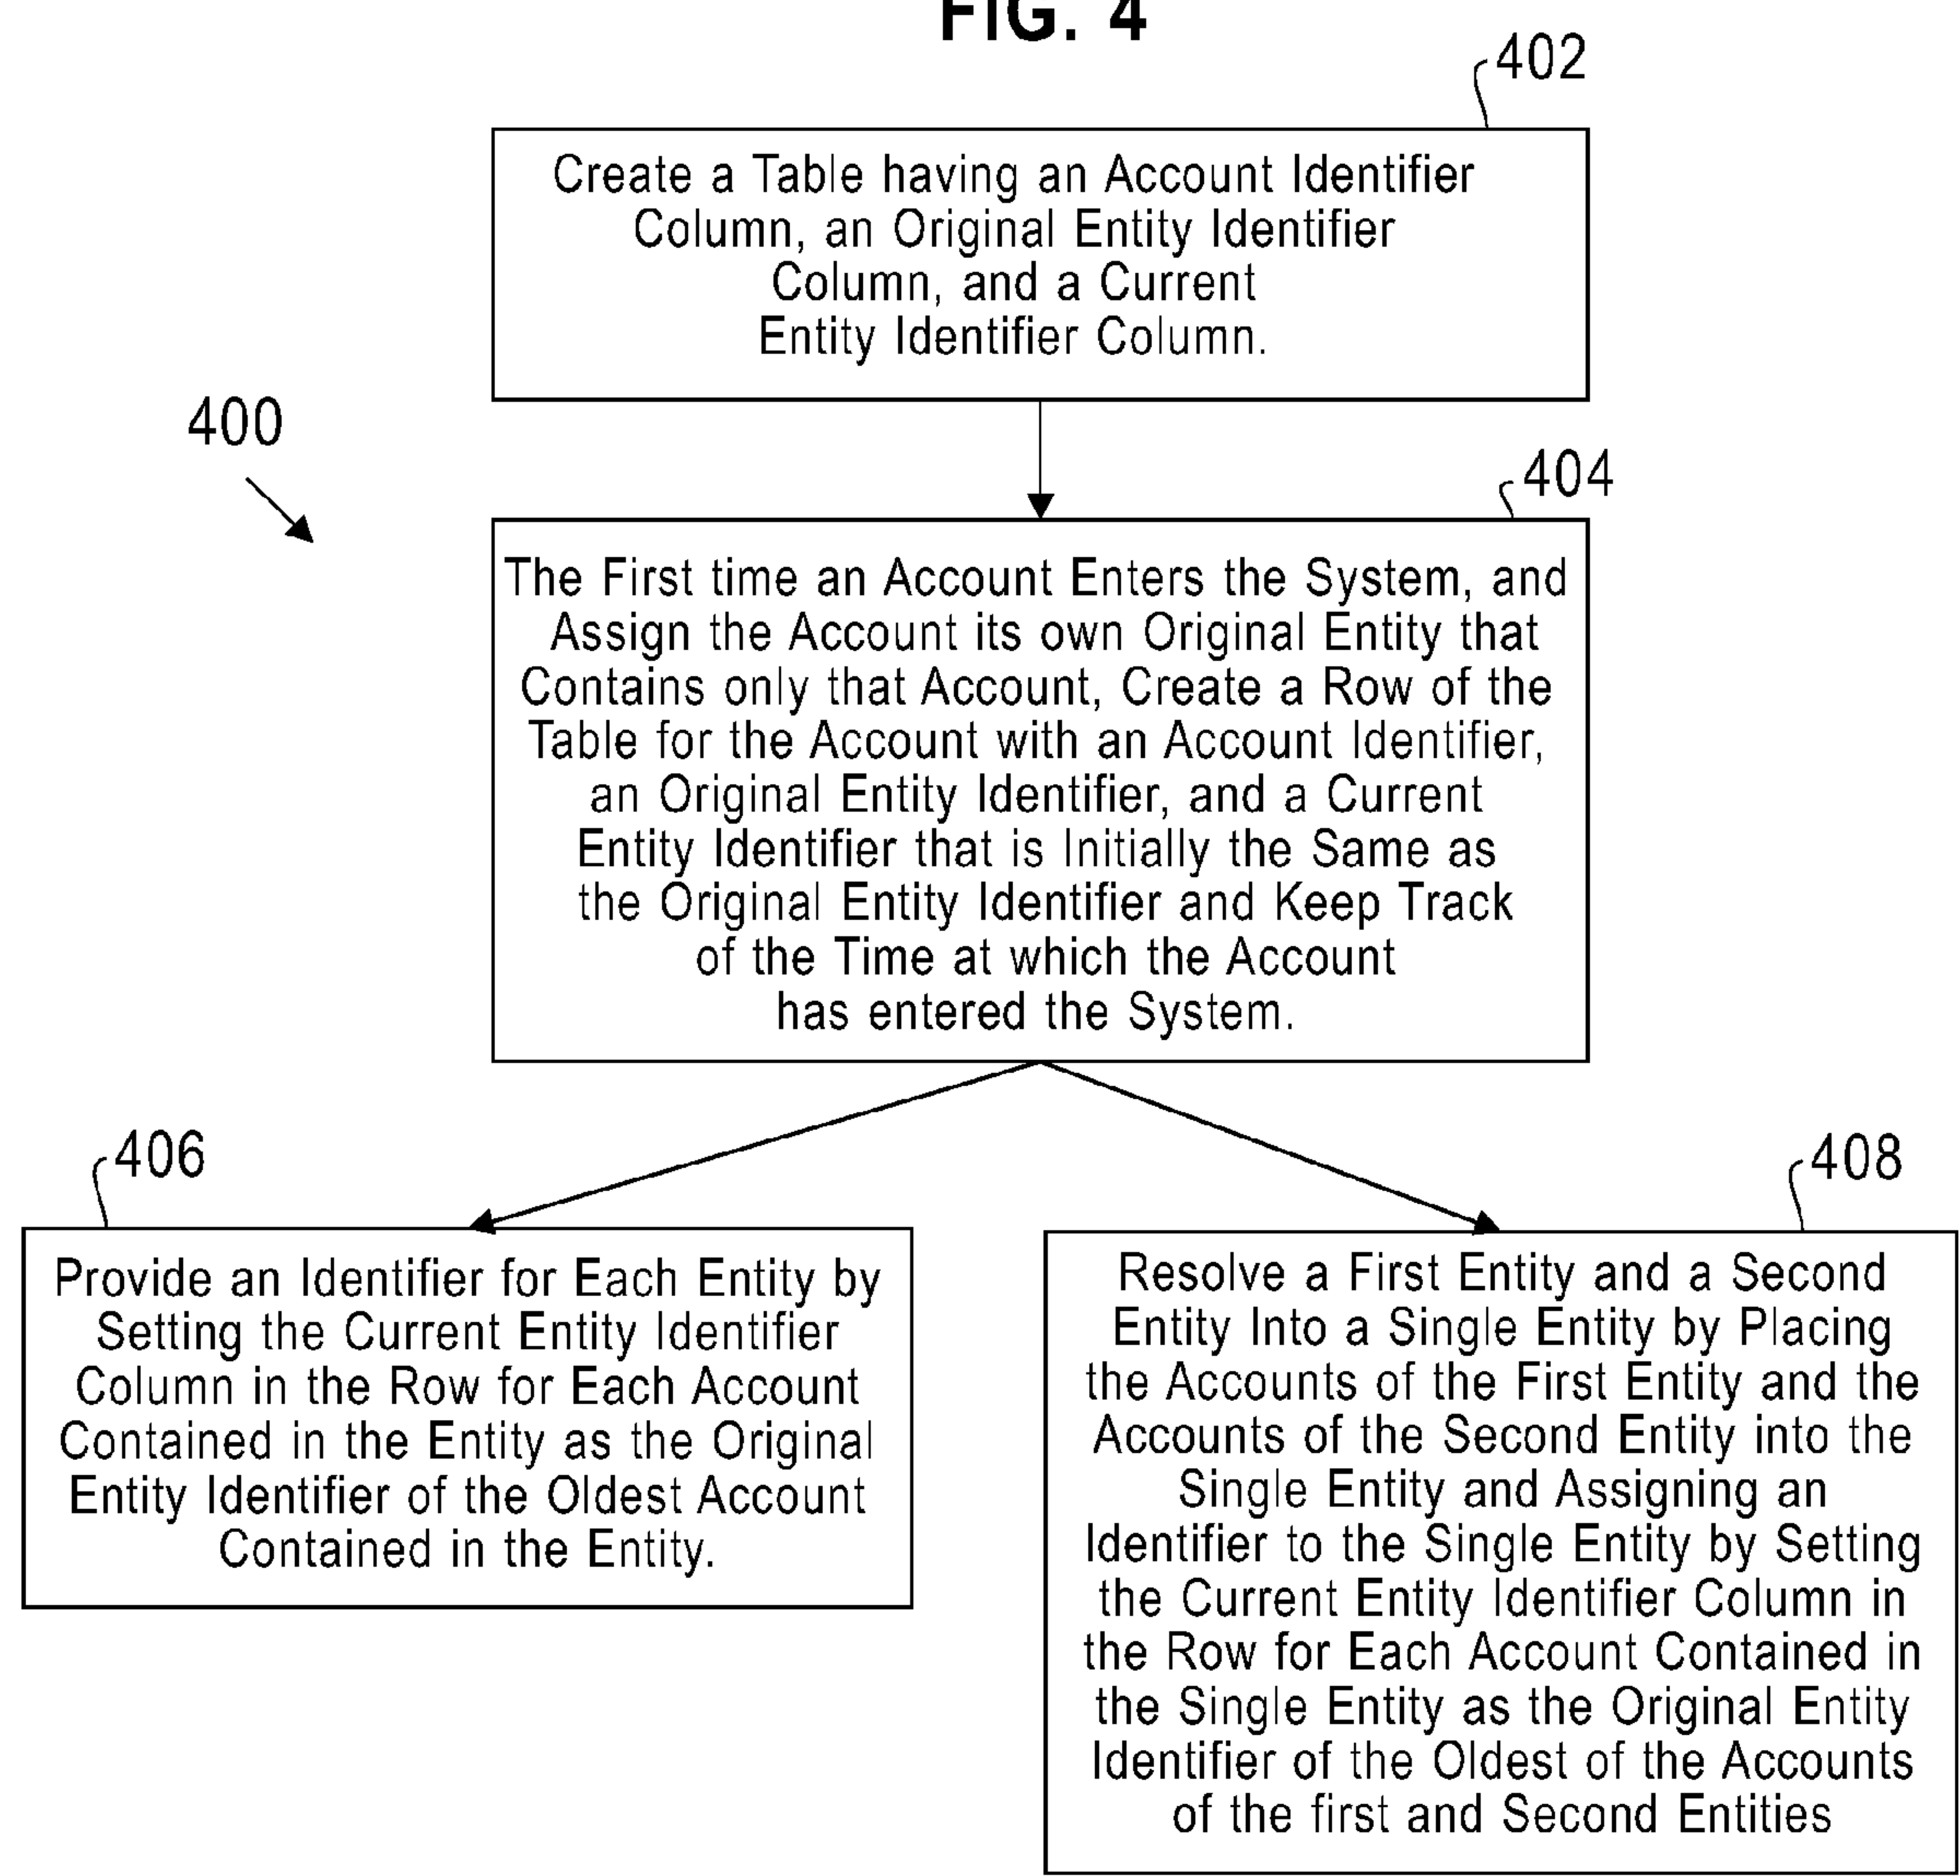 FIG. 4
402
Create a Table having an Account Identifier
Column, an Original Entity Identifier
Column, and a Current
Entity Identifier Column.
400
404
The First time an Account Enters the System, and
Assign the Account its own Original Entity that
Contains only that Account, Create a Row of the
Table for the Account with an Account Identifier,
an Original Entity Identifier, and a Current
Entity Identifier that is Initially the Same as
the Original Entity Identifier and Keep Track
of the Time at which the Account
has entered the System.
406
Provide an Identifier for Each Entity by
Setting the Current Entity Identifier
Column in the Row for Each Account
Contained in the Entity as the Original
Entity Identifier of the Oldest Account
Contained in the Entity.
408
Resolve a First Entity and a Second
Entity Into a Single Entity by Placing
the Accounts of the First Entity and the
Accounts of the Second Entity into the
Single Entity and Assigning an
Identifier to the Single Entity by Setting
the Current Entity Identifier Column in
the Row for Each Account Contained in
the Single Entity as the Original Entity
Identifier of the Oldest of the Accounts
of the first and Second Entities